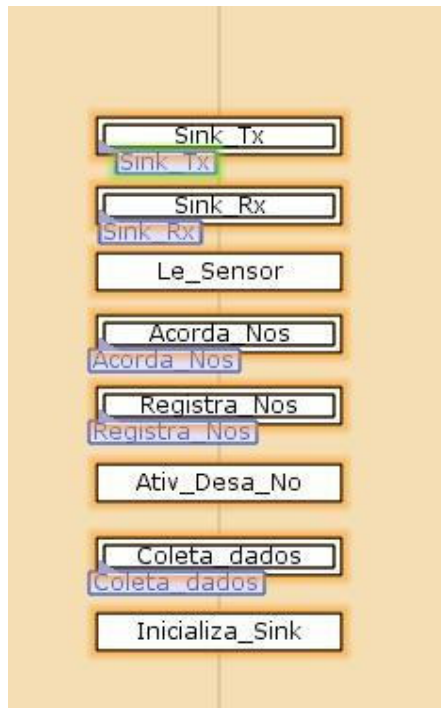 Sink_Tx
Sink_Tx
Sink_Rx
Sink_Rx
Le_Sensor
Acorda_Nos
Acorda_Nos
Registra_Nos
Registra_Nos
Ativ_Desa_No
Coleta_dados
Coleta_dados
Inicializa_Sink